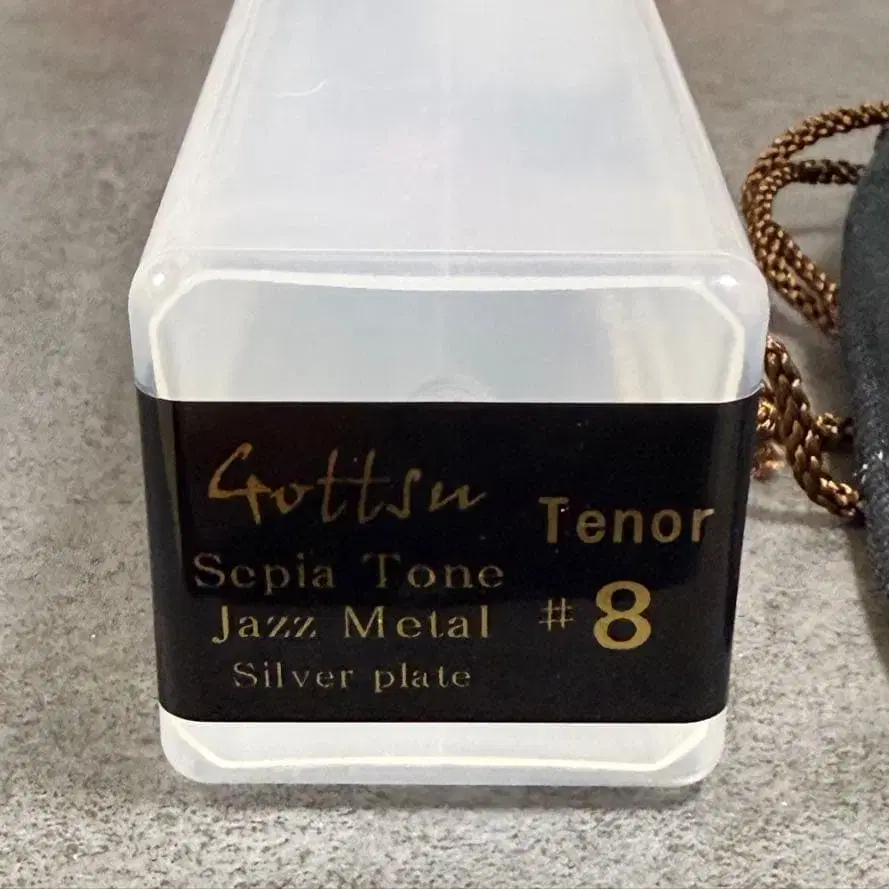 Gottsu
Sepia Tone
Jazz Metal
Silver plate
Tenor
#8